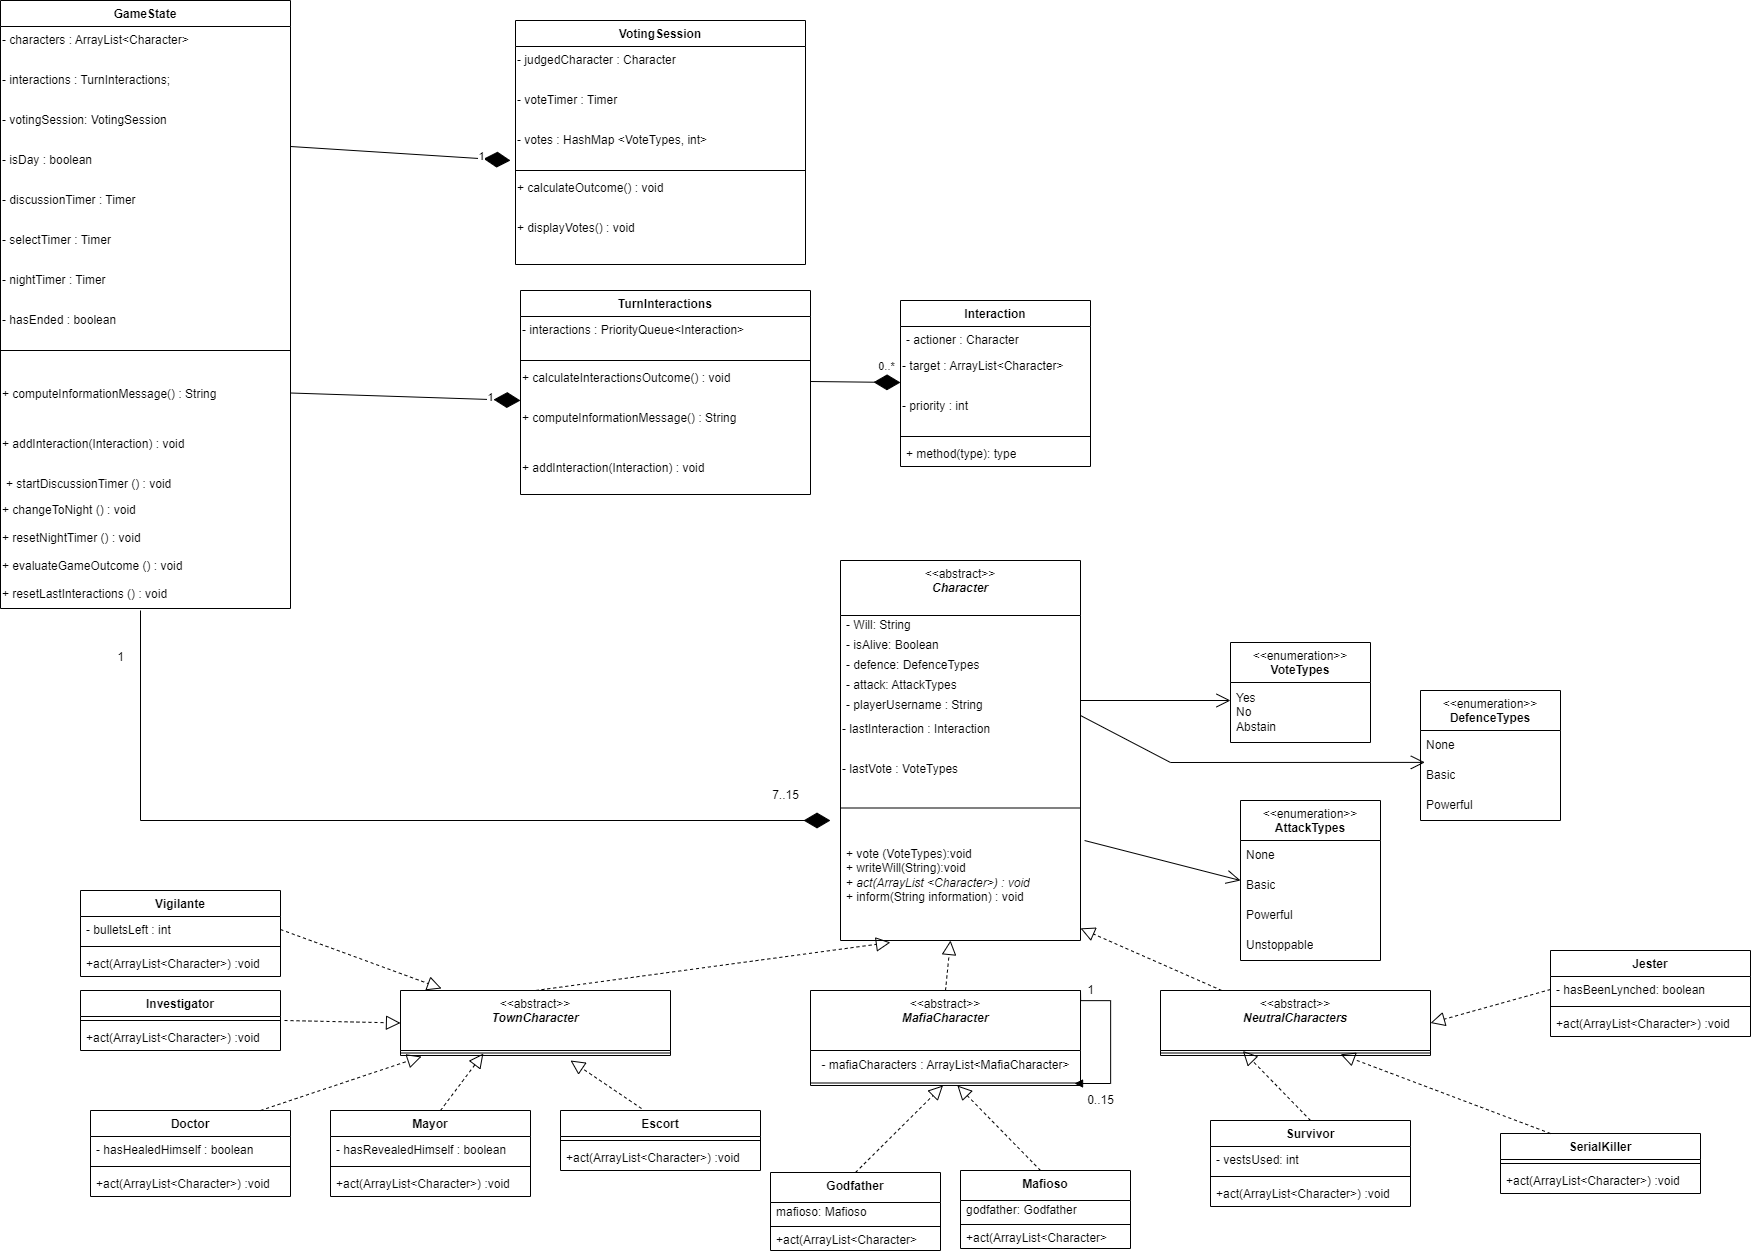 GameState
- characters : ArrayList<Character>
- interactions : TurnInteractions;
- votingSession: VotingSession
- isDay : boolean
- discussionTimer : Timer
- selectTimer : Timer
- nightTimer : Timer
- hasEnded : boolean
+ computeInformationMessage() : String
+ addInteraction(Interaction) : void
+ startDiscussionTimer () : void
+ changeToNight () : void
+ resetNightTimer () : void
+ evaluateGameOutcome () : void
+ resetLastInteractions () : void
VotingSession
- judgedCharacter : Character
- voteTimer : Timer
- votes : HashMap <VoteTypes, int>
+ calculateOutcome() : void
+ displayVotes() : void
1
TurnInteractions
- interactions : PriorityQueue<Interaction>
+ calculateInteractionsOutcome() : void
+ computeInformationMessage() : String
+ addInteraction(Interaction) : void
1
Interaction
- actioner : Character
- target : ArrayList<Character>
- priority : int
+ method(type): type
0..*
1
7..15
<<abstract>>
Character
- Will: String
- isAlive: Boolean
- defence: DefenceTypes
- attack: AttackTypes
- playerUsername : String
- lastInteraction : Interaction
- lastVote : VoteTypes
+ vote (VoteTypes):void
+ writeWill(String):void
+ act(ArrayList <Character>) : void
+ inform(String information) : void
<<enumeration>>
VoteTypes
Yes
No
Abstain
<<enumeration>>
DefenceTypes
None
Basic
Powerful
<<enumeration>>
AttackTypes
None
Basic
Powerful
Unstoppable
Vigilante
- bulletsLeft : int
+act(ArrayList<Character>) :void
Investigator
+act(ArrayList<Character>) :void
<<abstract>>
TownCharacter
<<abstract>>
MafiaCharacter
- mafiaCharacters : ArrayList<MafiaCharacter>
1
0..15
<<abstract>>
NeutralCharacters
Jester
- hasBeenLynched: boolean
+act(ArrayList<Character>) :void
Doctor
- hasHealedHimself : boolean
+act(ArrayList<Character>) :void
Mayor
- hasRevealedHimself : boolean
+act(ArrayList<Character>) :void
Escort
+act(ArrayList<Character>) :void
Godfather
mafioso: Mafioso
+act(ArrayList<Character>
Mafioso
godfather: Godfather
+act(ArrayList<Character>
Survivor
- vestsUsed: int
+act(ArrayList<Character>) :void
SerialKiller
+act(ArrayList<Character>) :void